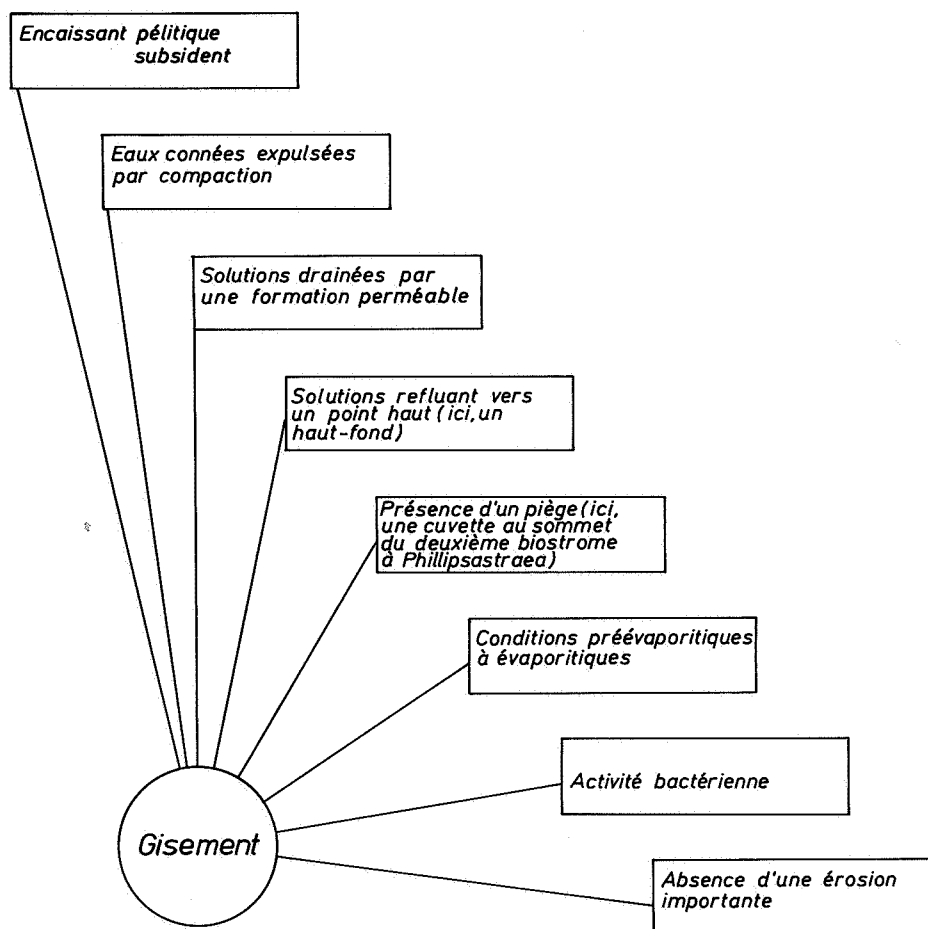 Encaissant pélitique
subsident
Eaux connées expulsées
par compaction
Solutions drainées par
une formation perméable
Solutions refluant vers
un point haut (ici, un
haut-fond)
Présence d'un piège (ici,
une cuvette au sommet
du deuxième biostrome
à Phillipsastraea)
Conditions préévaporitiques
à évaporitiques
Activité bactérienne
Gisement
Absence d'une érosion
importante